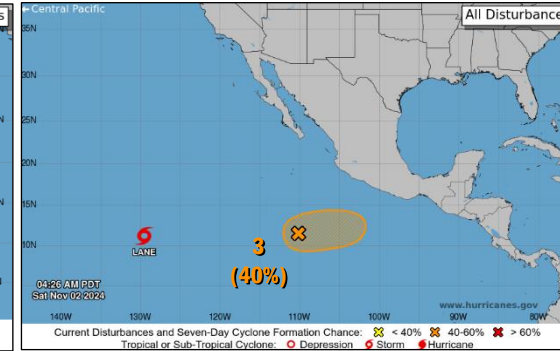 s
←Central Pacific
All Disturbance
35N
30N
25N
20N
15N
10N
N
LANE
3
(40%)
04:26 AM PDT
Sat Nov 02 2024
www.hurricanes.gov
140W 130W 120W 110W 100W 90W 80W
Current Disturbances and Seven-Day Cyclone Formation Chance: < 40% 40-60% > 60%
Tropical or Sub-Tropical Cyclone: Depression Storm Hurricane